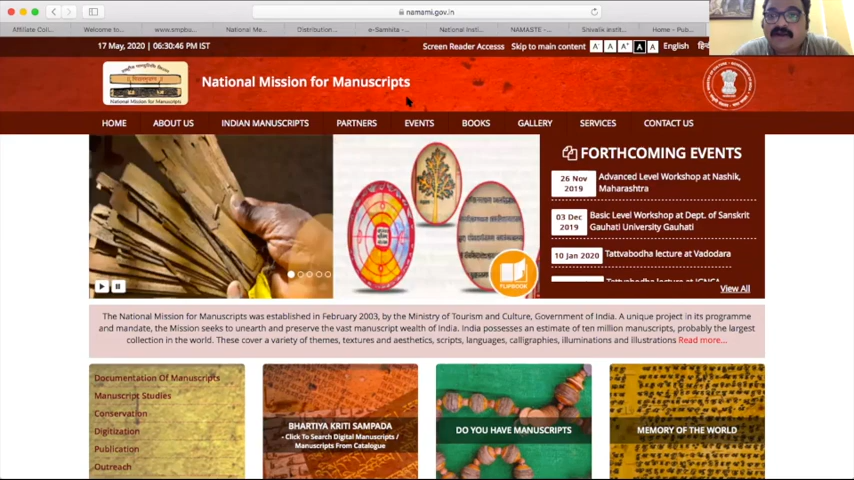 namami.gov.in
Affiliate Coll...
Welcome to...
www.smpbo...
National Me...
Distribution...
e-Samhita -...
National Insti...
NAMASTE -...
Home - Pub...
17 May, 2020 | 06:30:46 PM IST
Screen Reader Accesss
Skip to main content
A-
A
A+
A
A
English
National Mission for Manuscripts
National Mission for Manuscripts
HOME
ABOUT US
INDIAN MANUSCRIPTS
PARTNERS
EVENTS
BOOKS
GALLERY
SERVICES
CONTACT US
FLIPBOOK
FORTHCOMING EVENTS
26 Nov
2019
Advanced Level Workshop at Nashik,
Maharashtra
03 Dec
2019
Basic Level Workshop at Dept. of Sanskrit
Gauhati University Gauhati
10 Jan 2020
Tattvabodha lecture at Vadodara
View All
The National Mission for Manuscripts was established in February 2003, by the Ministry of Tourism and Culture, Government of India. A unique project in its programme
and mandate, the Mission seeks to unearth and preserve the vast manuscript wealth of India. India possesses an estimate of ten million manuscripts, probably the largest
collection in the world. These cover a variety of themes, textures and aesthetics, scripts, languages, calligraphies, illuminations and illustrations Read more...
Documentation Of Manuscripts
Manuscript Studies
Conservation
Digitization
Publication
Outreach
BHARTIYA KRITI SAMPADA
- Click To Search Digital Manuscripts /
Manuscripts From Catalogue
DO YOU HAVE MANUSCRIPTS
MEMORY OF THE WORLD